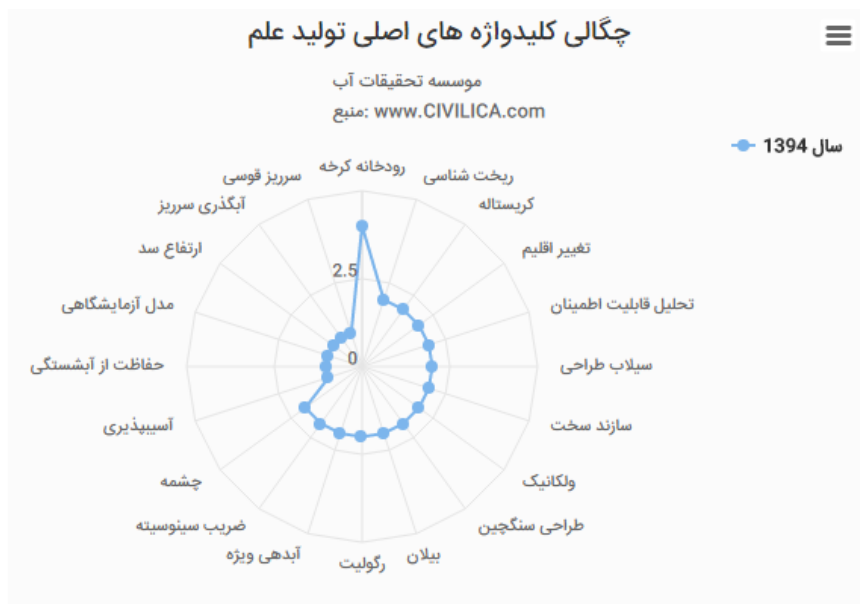 چگالی کلیدواژه های اصلی تولید علم
موسسه تحقیقات آب
منبع: www.CIVILICA.com
سال 1394
رودخانه کرخه
ریخت شناسی
کریستاله
تغییر اقلیم
تحلیل قابلیت اطمینان
سیلاب طراحی
سازند سخت
ولکانیک
طراحی سنگچین
بیلان
رگولیت
آبدهی ویژه
ضریب سینوسیته
چشمه
آسیبپذیری
حفاظت از آبشستگی
مدل آزمایشگاهی
ارتفاع سد
آبگذری سرریز
سرریز قوسی
2.5
0